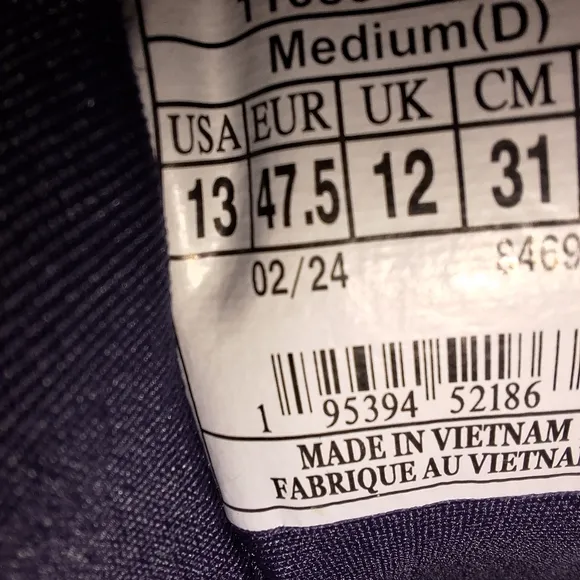 Medium(D)
USA EUR UK CM
13 47.5 12 31
02/24 8469
1 95394 52186
MADE IN VIETNAM
FABRIQUE AU